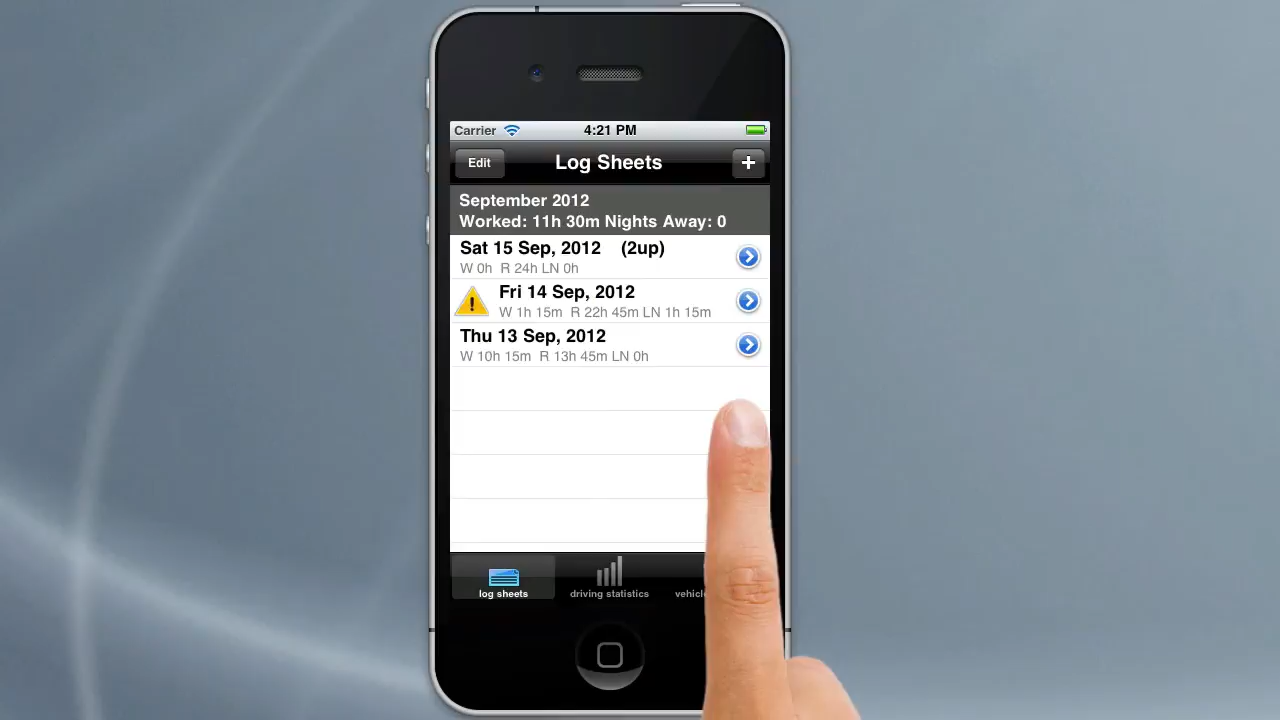 Carrier 4:21 PM
Edit Log Sheets +
September 2012
Worked: 11h 30m Nights Away: 0
Sat 15 Sep, 2012 (2up)
W 0h R 24h LN 0h
Fri 14 Sep, 2012
W 1h 15m R 22h 45m LN 1h 15m
Thu 13 Sep, 2012
W 10h 15m R 13h 45m LN 0h
log sheets driving statistics